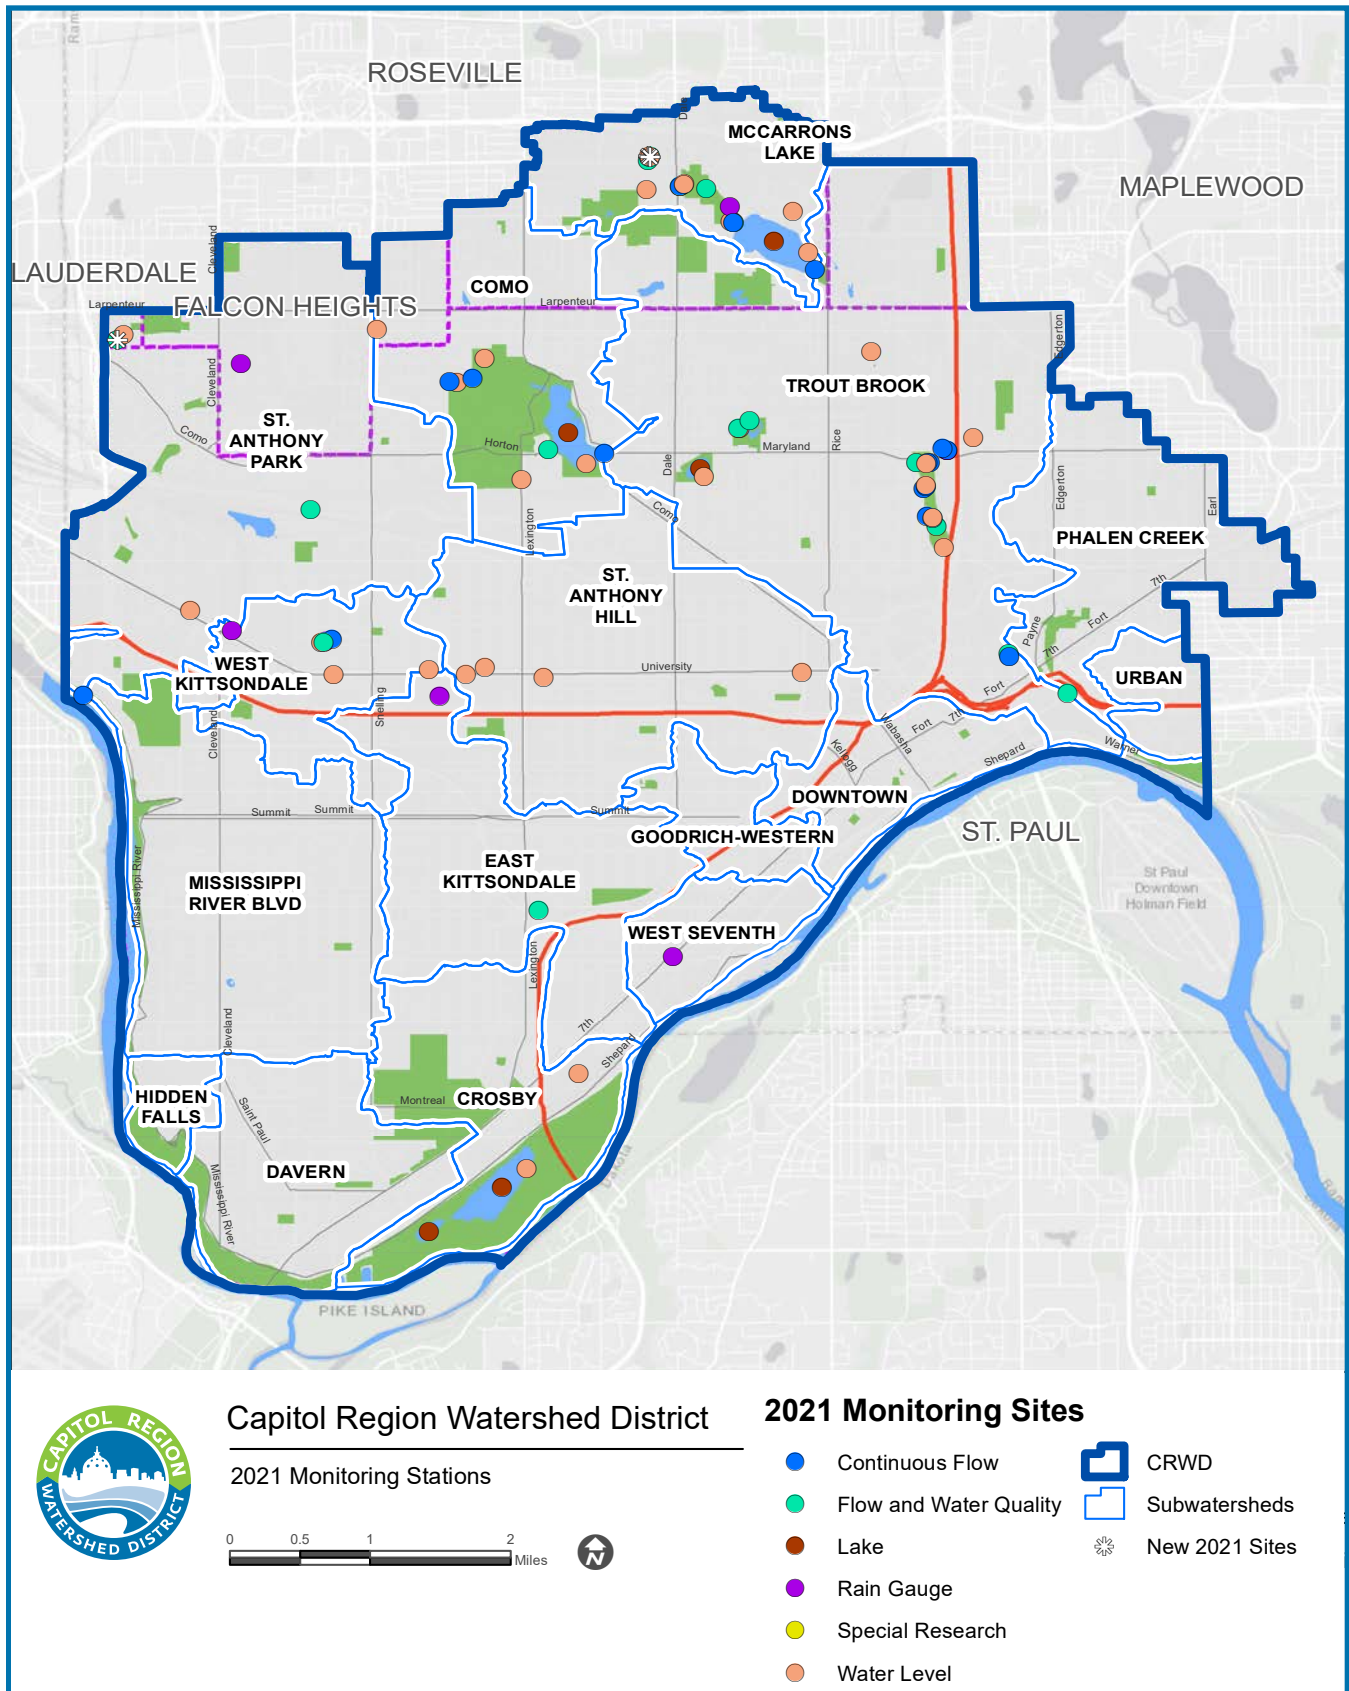 ROSEVILLE
MCCARRONS
LAKE
MAPLEWOOD
LAUDERDALE
Cleveland
Larpenteur
FALCON HEIGHTS
COMO
Larpenteur
Edgerton
Cleveland
TROUT BROOK
ST.
ANTHONY
PARK
Como
Horton
Dale
Maryland
Rice
Lexington
Como
Edgerton
Earl
PHALEN CREEK
ST.
ANTHONY
HILL
7th
Fort
Payne
7th
WEST
KITTSONDALE
University
URBAN
Snelling
Cleveland
Fort
7th
Fort
Wabasha
Kellogg
Shepard
Warner
Summit
Summit
Summit
DOWNTOWN
GOODRICH-WESTERN
ST. PAUL
Mississippi River
MISSISSIPPI
RIVER BLVD
EAST
KITTSONDALE
St Paul
Downtown
Holman Field
WEST SEVENTH
Lexington
Cleveland
7th
Shepard
HIDDEN
FALLS
Saint Paul
Montreal
CROSBY
DAVERN
Mississippi River
PIKE ISLAND
CAPITOL REGION
WATERSHED DISTRICT
Capitol Region Watershed District
2021 Monitoring Stations
0 0.5 1 2
Miles
N
2021 Monitoring Sites
Continuous Flow
Flow and Water Quality
Lake
Rain Gauge
Special Research
Water Level
CRWD
Subwatersheds
New 2021 Sites